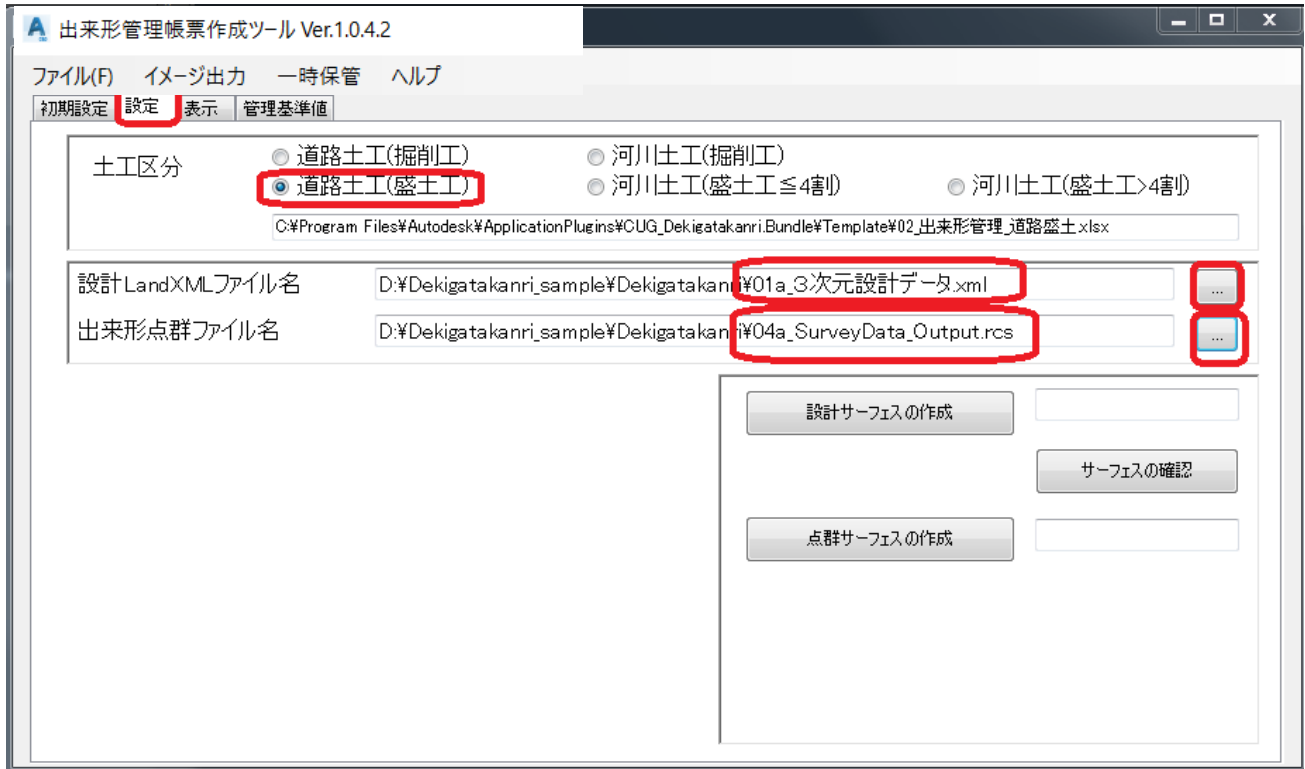 出来形管理帳票作成ツール Ver.1.0.4.2
ファイル(F) イメージ出力 一時保管 ヘルプ
初期設定 設定 表示 管理基準値
土工区分
道路土工(掘削工) 河川土工(掘削工)
道路土工(盛土工) 河川土工(盛土工≦4割) 河川土工(盛土工>4割)
C:¥Program Files¥Autodesk¥ApplicationPlugins¥CUG_Dekigatakanri.Bundle¥Template¥02_出来形管理_道路盛土.xlsx
設計LandXMLファイル名 D:¥Dekigatakanri_sample¥Dekigatakanri¥01a_3次元設計データ.xml ...
出来形点群ファイル名 D:¥Dekigatakanri_sample¥Dekigatakanri¥04a_SurveyData_Output.rcs ...
設計サーフェスの作成
サーフェスの確認
点群サーフェスの作成